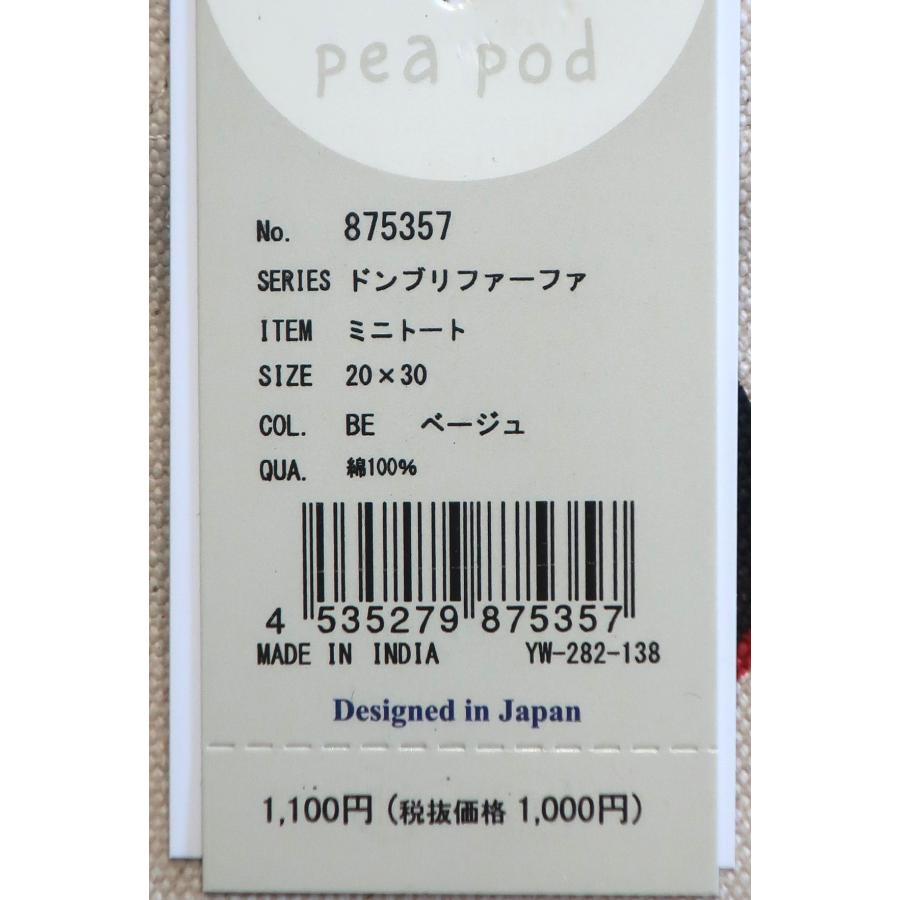 pea pod
No. 875357
SERIES ドンブリファーファ
ITEM ミニトート
SIZE 20×30
COL. BE ベージュ
QUA. 綿100%
4 535279 875357
MADE IN INDIA YW-282-138
Designed in Japan
1,100円 (税抜価格 1,000円)